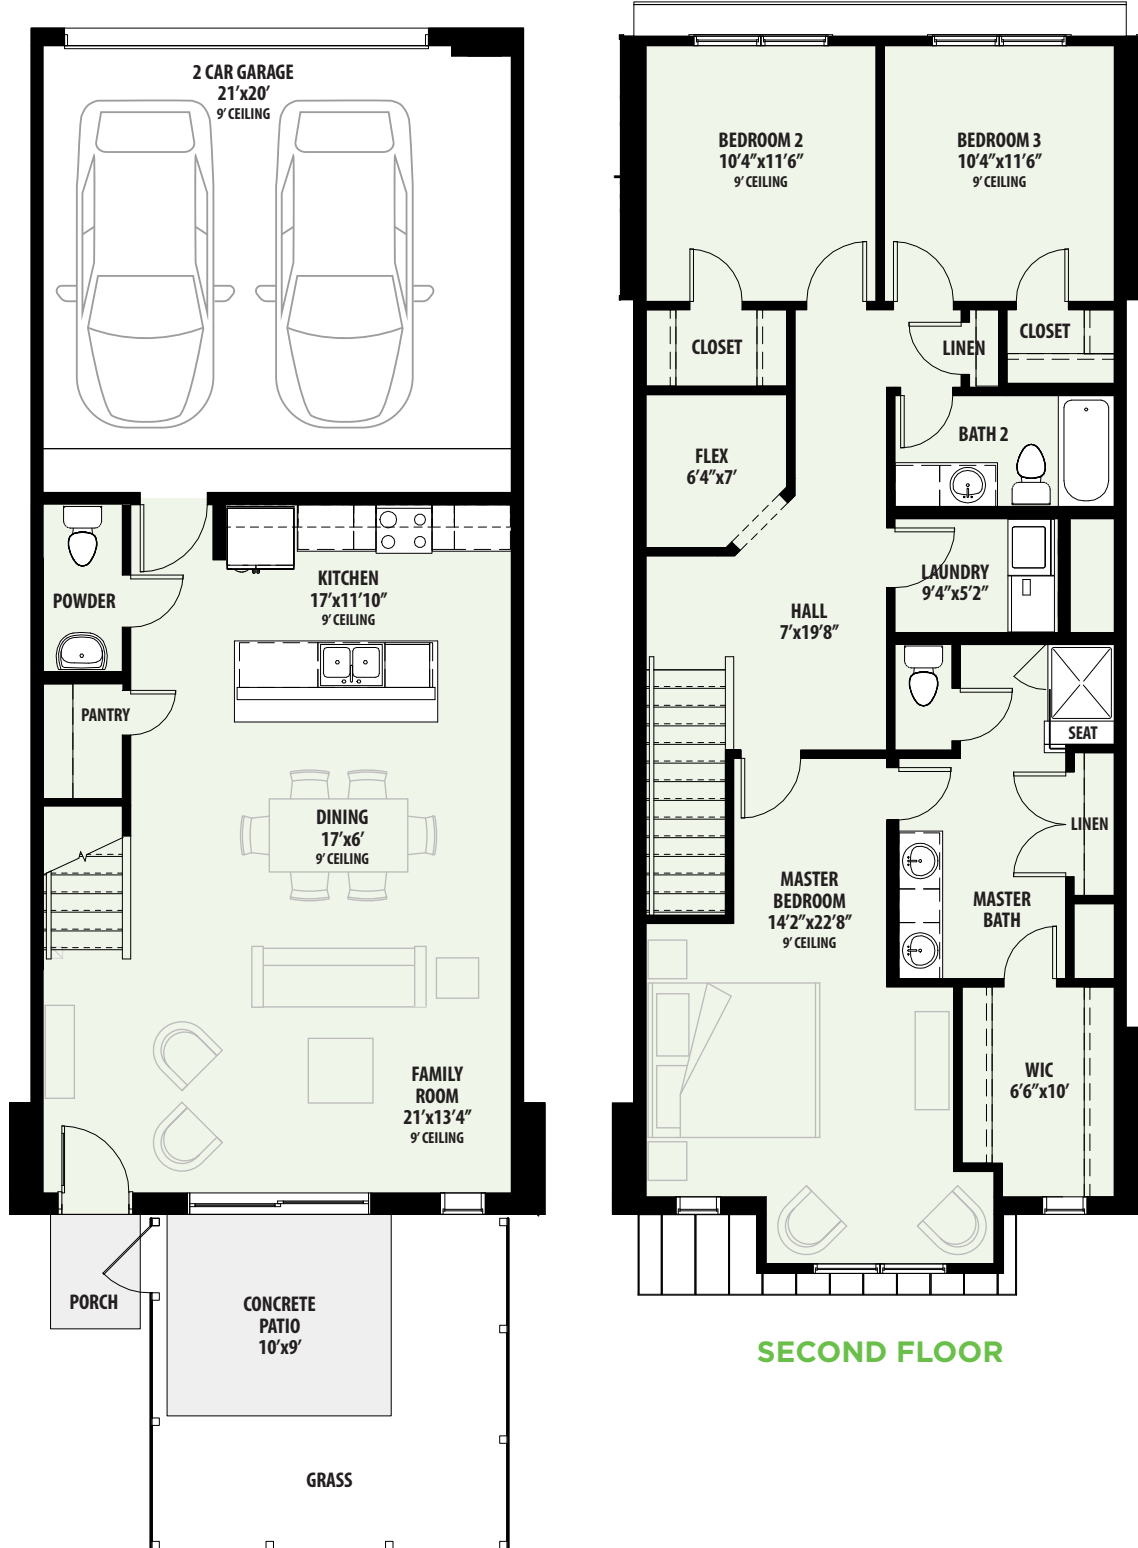 2 CAR GARAGE
21'x20'
9' CEILING
POWDER
KITCHEN
17'x11'10"
9' CEILING
PANTRY
DINING
17'x6'
9' CEILING
FAMILY
ROOM
21'x13'4"
9' CEILING
PORCH
CONCRETE
PATIO
10'x9'
GRASS
BEDROOM 2
10'4"x11'6"
9' CEILING
BEDROOM 3
10'4"x11'6"
9' CEILING
CLOSET
LINEN
CLOSET
FLEX
6'4"x7'
BATH 2
LAUNDRY
9'4"x5'2"
HALL
7'x19'8"
SEAT
LINEN
MASTER
BEDROOM
14'2"x22'8"
9' CEILING
MASTER
BATH
WIC
6'6"x10'
SECOND FLOOR